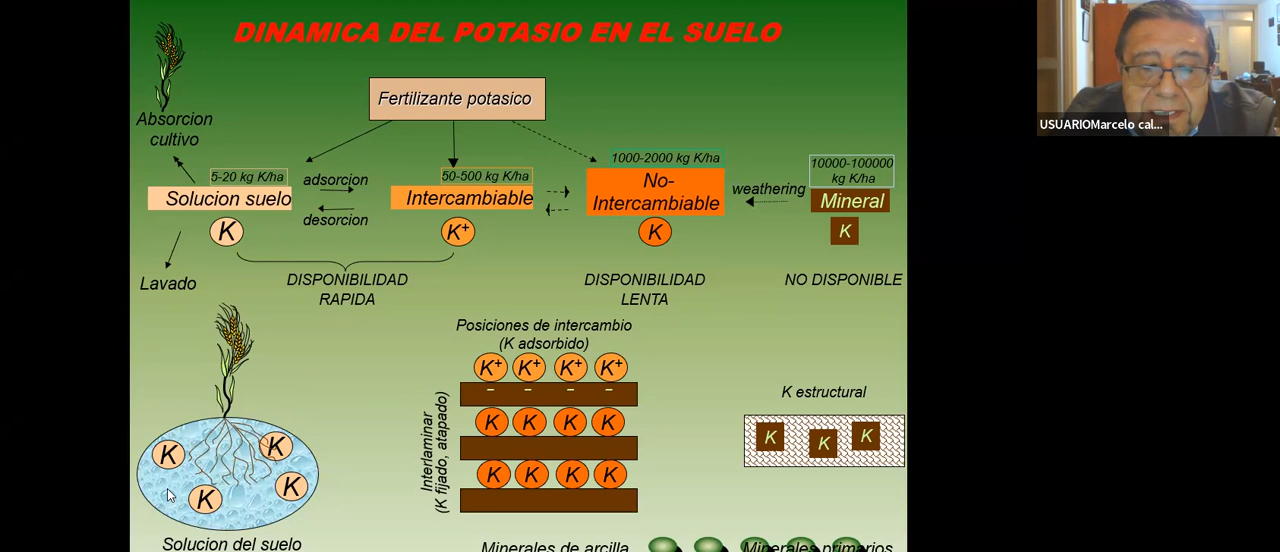 DINAMICA DEL POTASIO EN EL SUELO
USUARIOMarcelo cal...
Fertilizante potasico
Absorcion
cultivo
5-20 kg K/ha
Solucion suelo
K
adsorcion
desorcion
50-500 kg K/ha
Intercambiable
K+
1000-2000 kg K/ha
No-
Intercambiable
K
weathering
10000-100000
kg K/ha
Mineral
K
Lavado
DISPONIBILIDAD
RAPIDA
DISPONIBILIDAD
LENTA
NO DISPONIBLE
Posiciones de intercambio
(K adsorbido)
K+ K+ K+ K+
- - - -
Interlaminar
(K fijado, atapado)
K K K K
K K K K
K estructural
K K K
K K K K
Solucion del suelo
Minerales de arcilla
Minerales primarios